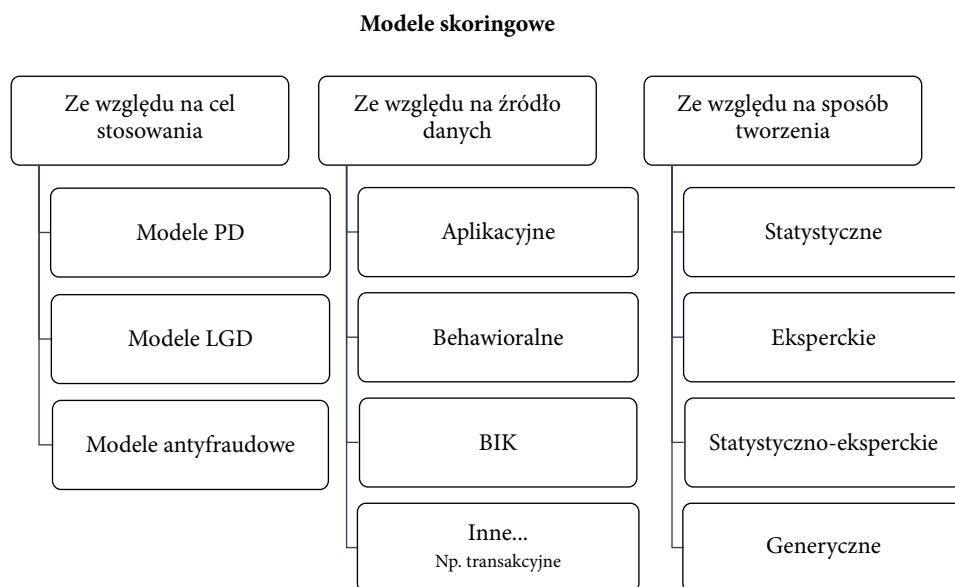 Modele skoringowe
Ze względu na cel
stosowania
Modele PD
Modele LGD
Modele antyfraudowe
Ze względu na źródło
danych
Aplikacyjne
Behawioralne
BIK
Inne...
Np. transakcyjne
Ze względu na sposób
tworzenia
Statystyczne
Eksperckie
Statystyczno-eksperckie
Generyczne